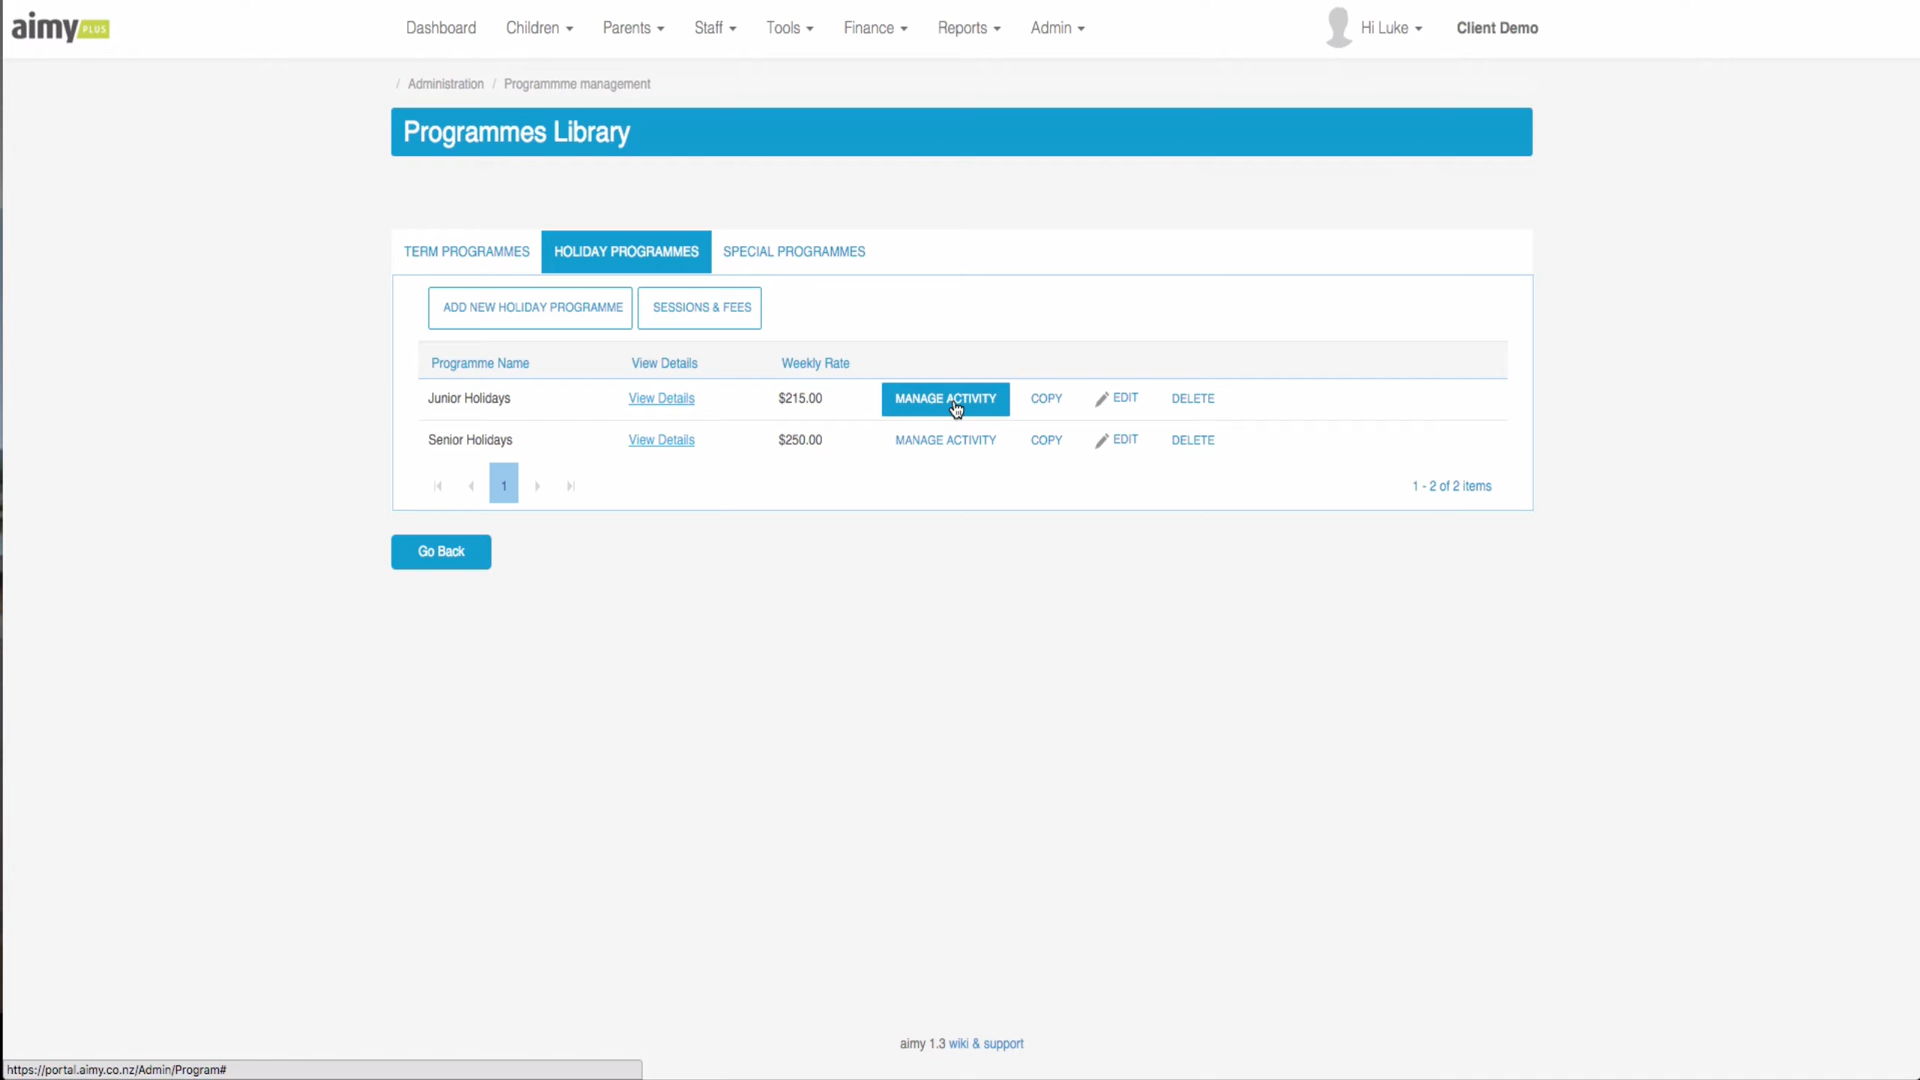 aimy PLUS
Dashboard Children Parents Staff Tools Finance Reports Admin Hi Luke Client Demo
/ Administration / Programmme management
Programmes Library
TERM PROGRAMMES HOLIDAY PROGRAMMES SPECIAL PROGRAMMES
ADD NEW HOLIDAY PROGRAMME SESSIONS & FEES
Programme Name View Details Weekly Rate
Junior Holidays View Details $215.00 MANAGE ACTIVITY COPY EDIT DELETE
Senior Holidays View Details $250.00 MANAGE ACTIVITY COPY EDIT DELETE
1 1 - 2 of 2 items
Go Back
aimy 1.3 wiki & support
https://portal.aimy.co.nz/Admin/Program#